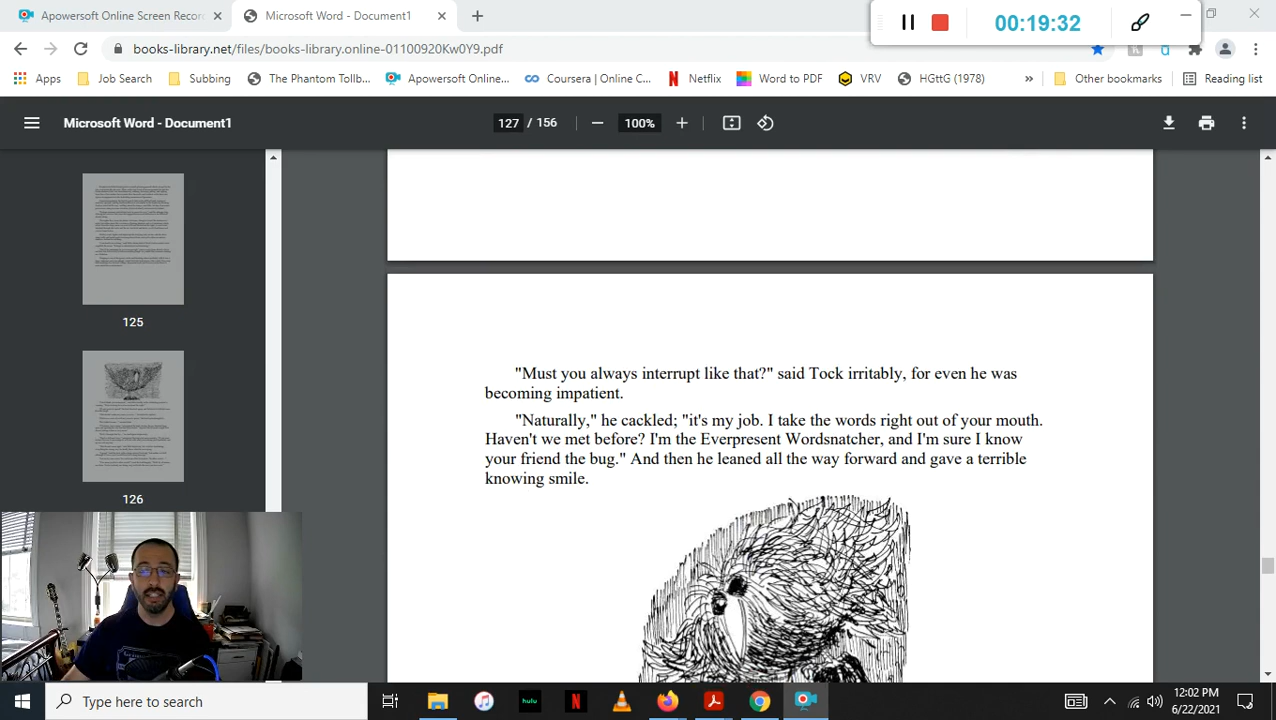 Apowersoft Online Screen Recor
Microsoft Word - Document1
00:19:32
books-library.net/files/books-library.online-01100920Kw0Y9.pdf
Apps
Job Search
Subbing
The Phantom Tollb...
Apowersoft Online...
Coursera | Online C...
Netflix
Word to PDF
VRV
HGttG (1978)
»
Other bookmarks
Reading list
Microsoft Word - Document1
127 / 156
100%
125
126
"Must you always interrupt like that?" said Tock irritably, for even he was
becoming impatient.
"Naturally," he cackled; "it's my job. I take the words right out of your mouth.
Haven't we met before? I'm the Everpresent Wordsnatcher, and I'm sure I know
your friend the bug." And then he leaned all the way forward and gave a terrible
knowing smile.
Type here to search
hulu
12:02 PM
6/22/2021